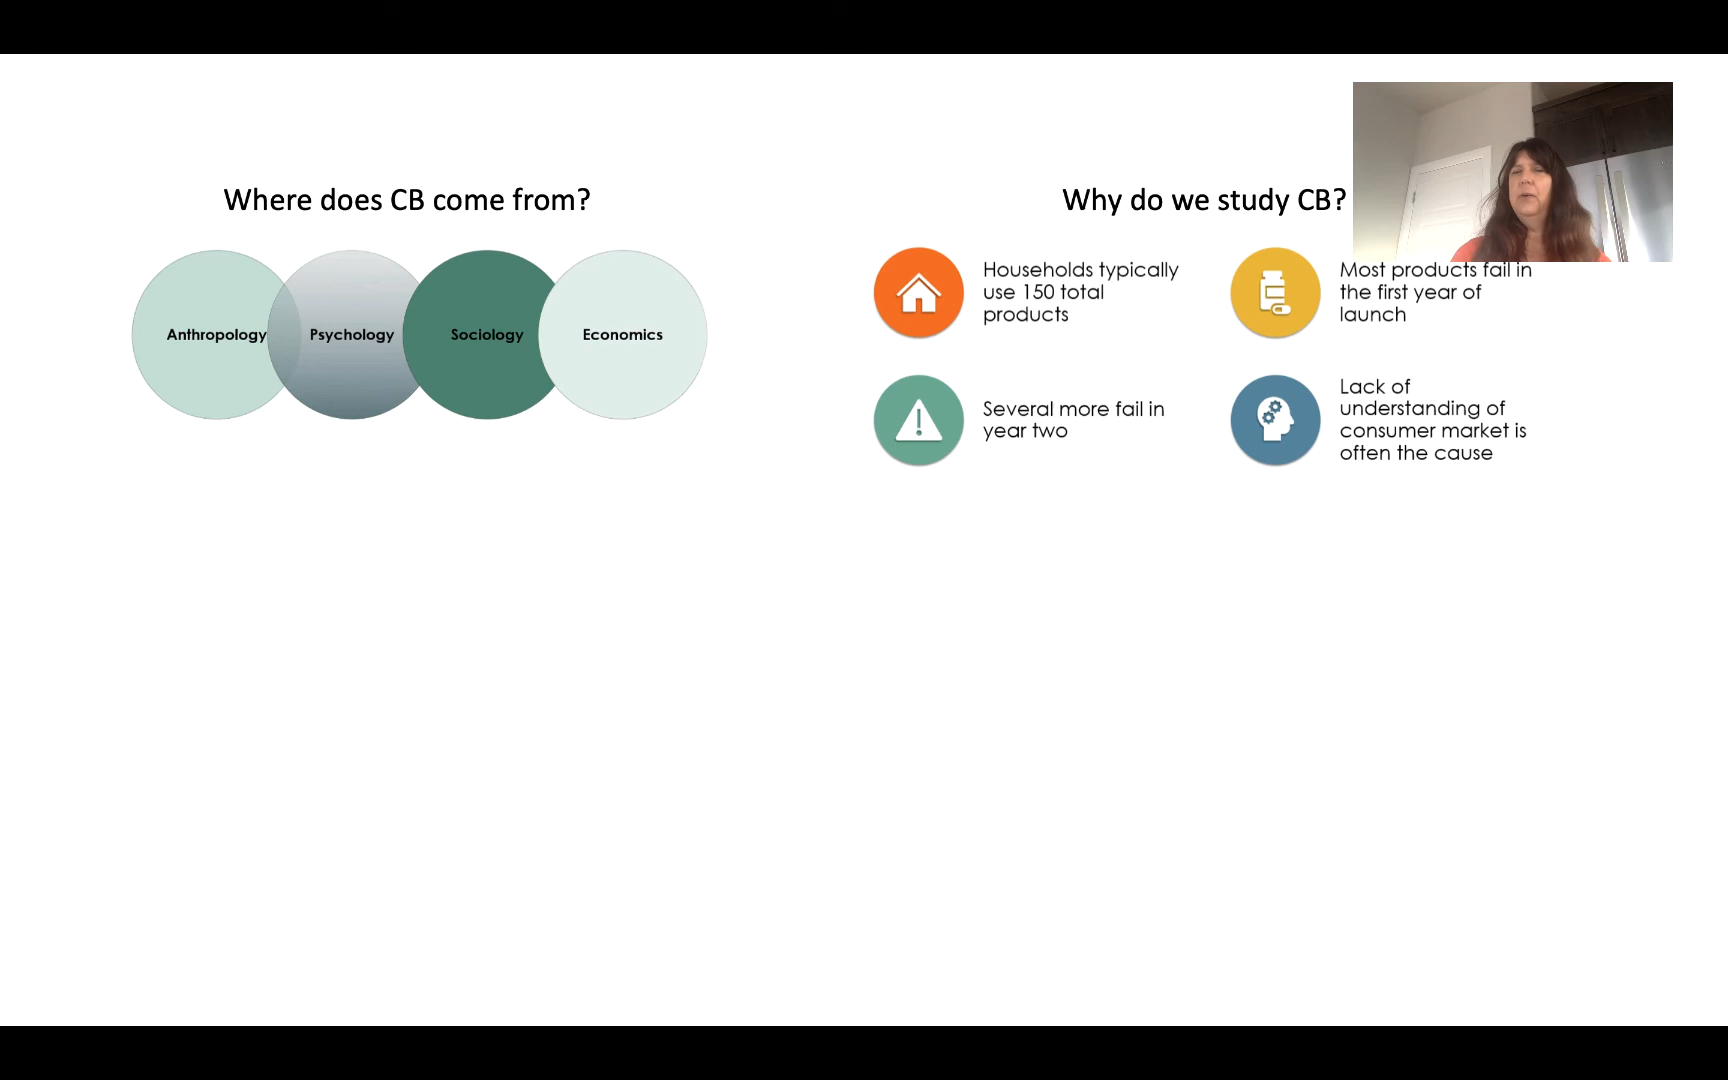 Where does CB come from?
Anthropology
Psychology
Sociology
Economics
Why do we study CB?
Households typically
use 150 total
products
Most products fail in
the first year of
launch
Several more fail in
year two
Lack of
understanding of
consumer market is
often the cause